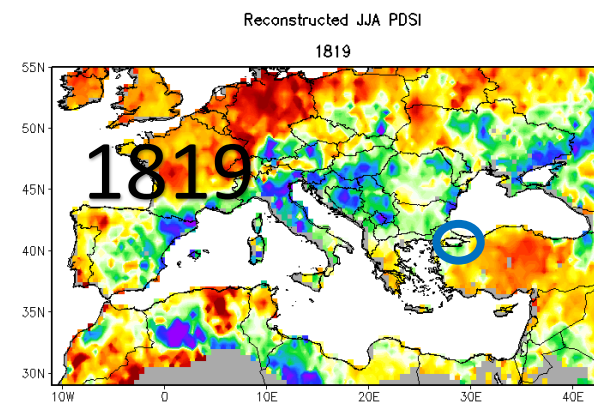 Reconstructed JJA PDSI
1819
55N
50N
1819
45N
40N
35N
30N
10W 0 10E 20E 30E 40E